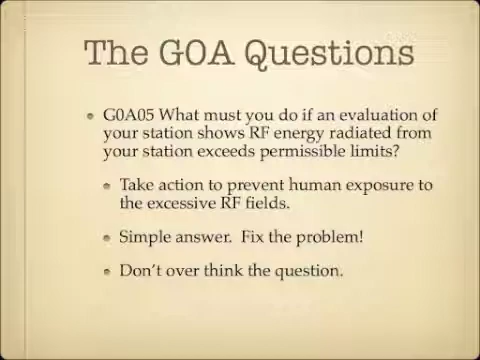 The GOA Questions
G0A05 What must you do if an evaluation of
your station shows RF energy radiated from
your station exceeds permissible limits?
Take action to prevent human exposure to
the excessive RF fields.
Simple answer.  Fix the problem!
Don't over think the question.